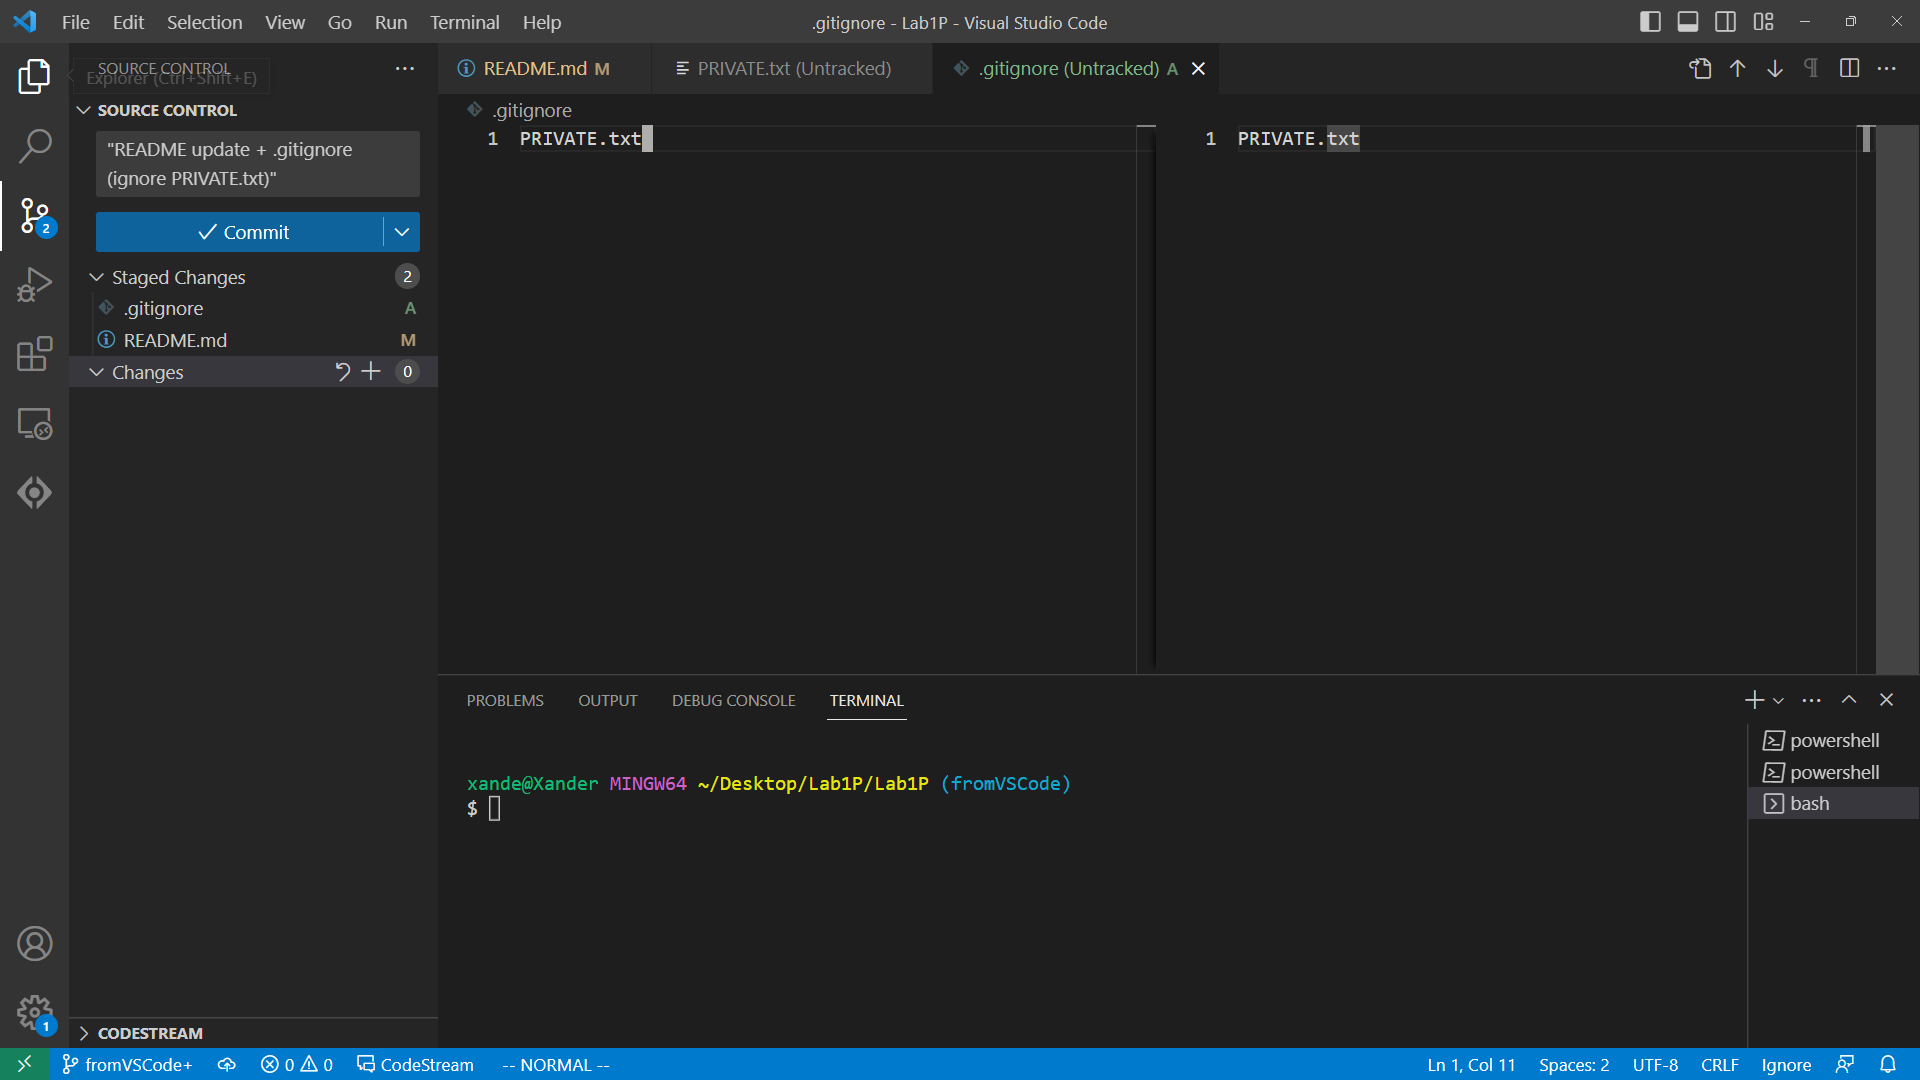 File Edit Selection View Go Run Terminal Help
.gitignore - Lab1P - Visual Studio Code
SOURCE CONTROL
Explorer (Ctrl+Shift+E)
SOURCE CONTROL
"README update + .gitignore
(ignore PRIVATE.txt)"
Commit
Staged Changes 2
.gitignore A
README.md M
Changes 0
2
1
CODESTREAM
README.md M
PRIVATE.txt (Untracked)
.gitignore (Untracked) A
.gitignore
1 PRIVATE.txt
1 PRIVATE.txt
PROBLEMS OUTPUT DEBUG CONSOLE TERMINAL
xande@Xander MINGW64 ~/Desktop/Lab1P/Lab1P (fromVSCode)
$
powershell
powershell
bash
fromVSCode+ 0 0 CodeStream -- NORMAL -- Ln 1, Col 11 Spaces: 2 UTF-8 CRLF Ignore